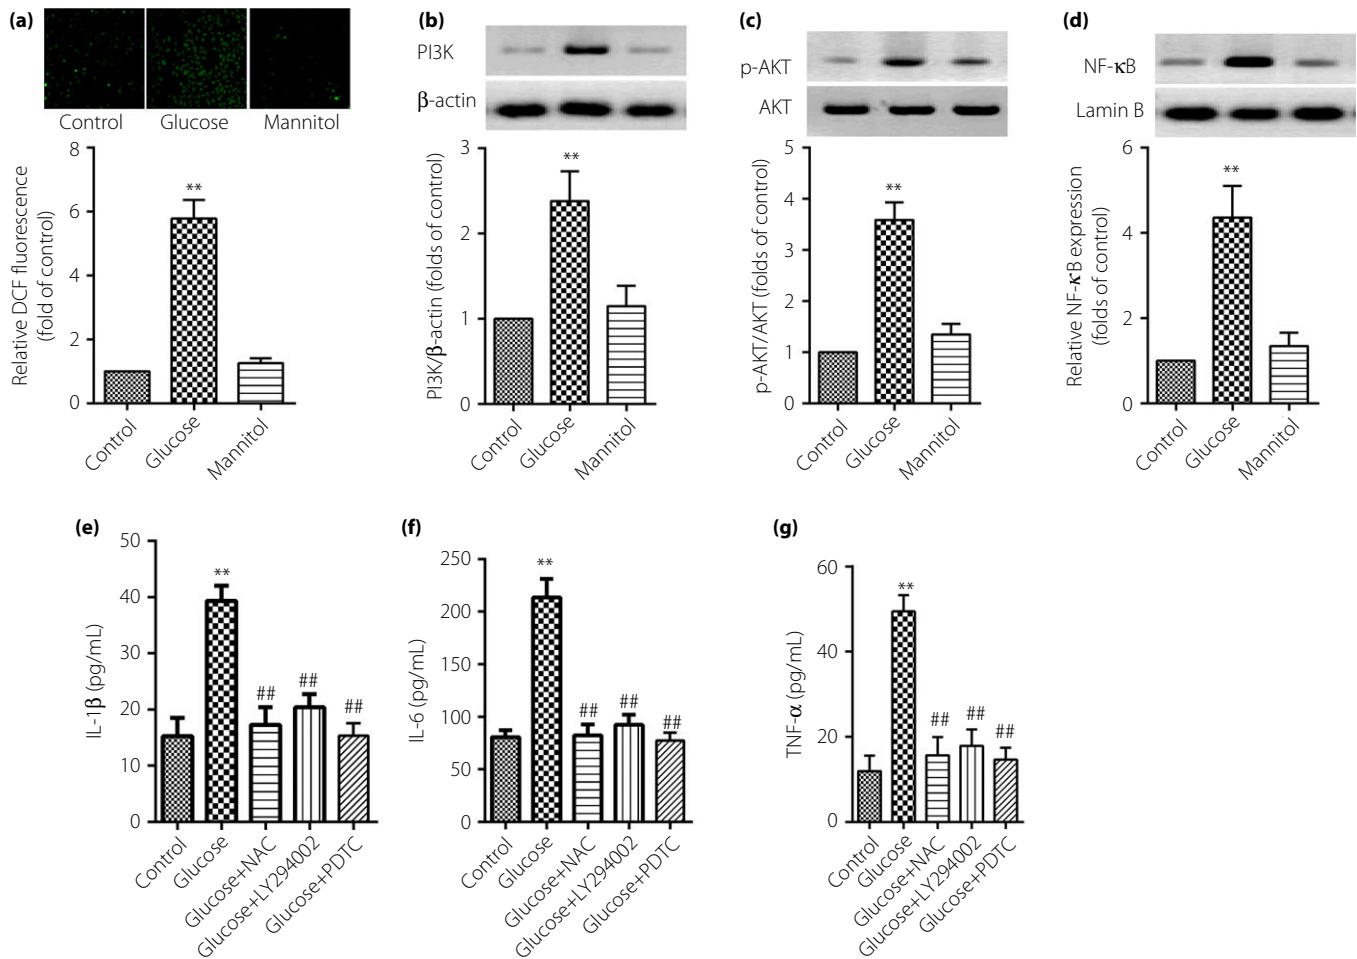 (a)
Control
Glucose
Mannitol
Relative DCF fluorescence
(fold of control)
8
6
4
2
0
**
Control
Glucose
Mannitol
(b)
PI3K
β-actin
PI3K/β-actin (folds of control)
3
2
1
0
**
Control
Glucose
Mannitol
(c)
p-AKT
AKT
p-AKT/AKT (folds of control)
5
4
3
2
1
0
**
Control
Glucose
Mannitol
(d)
NF-κB
Lamin B
Relative NF-κB expression
(folds of control)
6
4
2
0
**
Control
Glucose
Mannitol
(e)
IL-1β (pg/mL)
50
40
30
20
10
0
**
##
##
##
Control
Glucose
Glucose+NAC
Glucose+LY294002
Glucose+PDTC
(f)
IL-6 (pg/mL)
250
200
150
100
50
0
**
##
##
##
Control
Glucose
Glucose+NAC
Glucose+LY294002
Glucose+PDTC
(g)
TNF-α (pg/mL)
60
40
20
0
**
##
##
##
Control
Glucose
Glucose+NAC
Glucose+LY294002
Glucose+PDTC